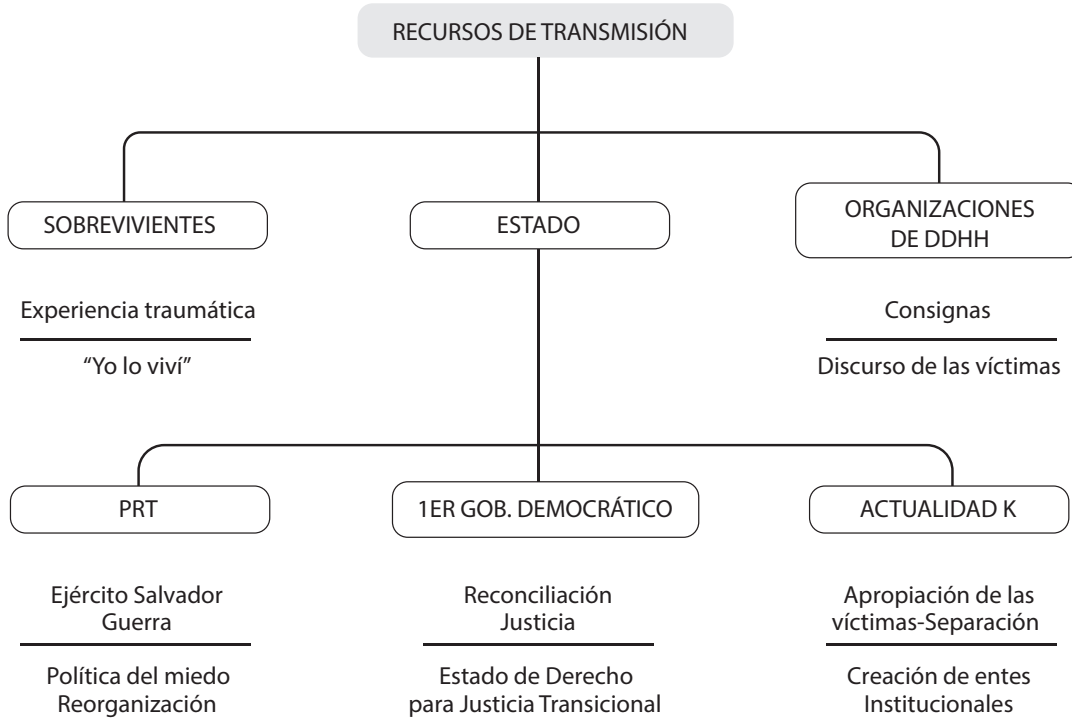 RECURSOS DE TRANSMISIÓN
SOBREVIVIENTES
ESTADO
ORGANIZACIONES
DE DDHH
Experiencia traumática
“Yo lo viví”
Consignas
Discurso de las víctimas
PRT
1ER GOB. DEMOCRÁTICO
ACTUALIDAD K
Ejército Salvador
Guerra
Política del miedo
Reorganización
Reconciliación
Justicia
Estado de Derecho
para Justicia Transicional
Apropiación de las
víctimas-Separación
Creación de entes
Institucionales